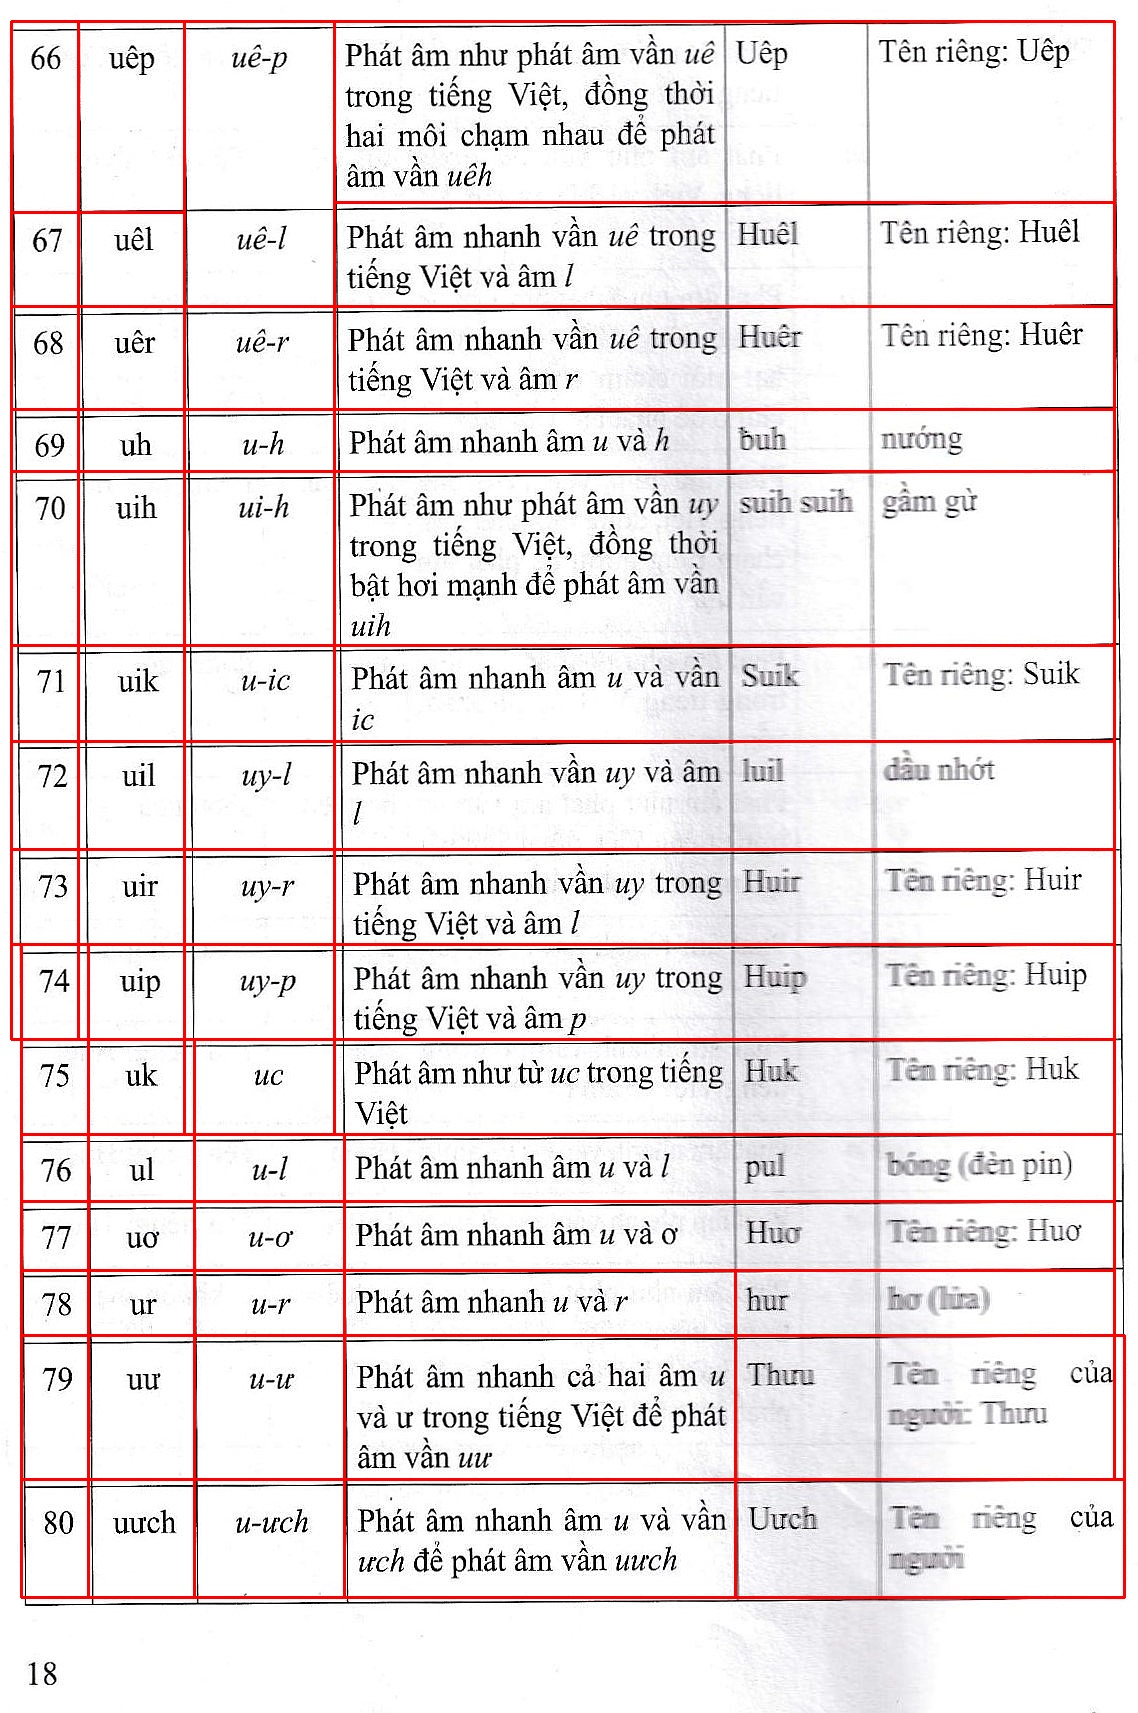 66 uêp uê-p Phát âm như phát âm vần uê Uêp Tên riêng: Uêp
trong tiếng Việt, đồng thời
hai môi chạm nhau để phát
âm vần uêh
67 uêl uê-l Phát âm nhanh vần uê trong Huêl Tên riêng: Huêl
tiếng Việt và âm l
68 uêr uê-r Phát âm nhanh vần uê trong Huêr Tên riêng: Huêr
tiếng Việt và âm r
69 uh u-h Phát âm nhanh âm u và h buh nướng
70 uih ui-h Phát âm như phát âm vần uy suih suih gầm gừ
trong tiếng Việt, đồng thời
bật hơi mạnh để phát âm vần
uih
71 uik u-ic Phát âm nhanh âm u và vần Suik Tên riêng: Suik
ic
72 uil uy-l Phát âm nhanh vần uy và âm luil dầu nhớt
l
73 uir uy-r Phát âm nhanh vần uy trong Huir Tên riêng: Huir
tiếng Việt và âm l
74 uip uy-p Phát âm nhanh vần uy trong Huip Tên riêng: Huip
tiếng Việt và âm p
75 uk uc Phát âm như từ uc trong tiếng Huk Tên riêng: Huk
Việt
76 ul u-l Phát âm nhanh âm u và l pul bóng (đèn pin)
77 uơ u-ơ Phát âm nhanh âm u và ơ Huơ Tên riêng: Huơ
78 ur u-r Phát âm nhanh u và r hur hơ (lửa)
79 uư u-ư Phát âm nhanh cả hai âm u Thưu Tên riêng của
và ư trong tiếng Việt để phát người: Thưu
âm vần uư
80 uưch u-ưch Phát âm nhanh âm u và vần Uưch Tên riêng của
ưch để phát âm vần uưch người
18